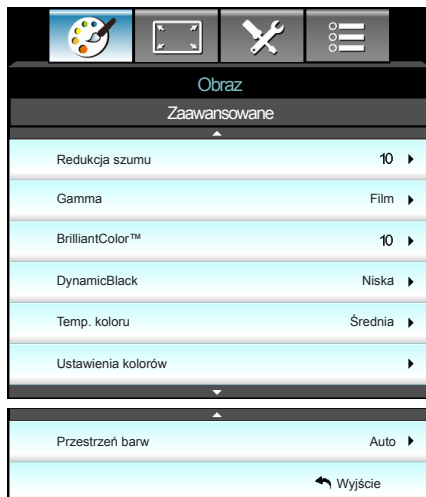 Obraz
Zaawansowane
Redukcja szumu 10
Gamma Film
BrilliantColor™ 10
DynamicBlack Niska
Temp. koloru Średnia
Ustawienia kolorów
Przestrzeń barw Auto
Wyjście